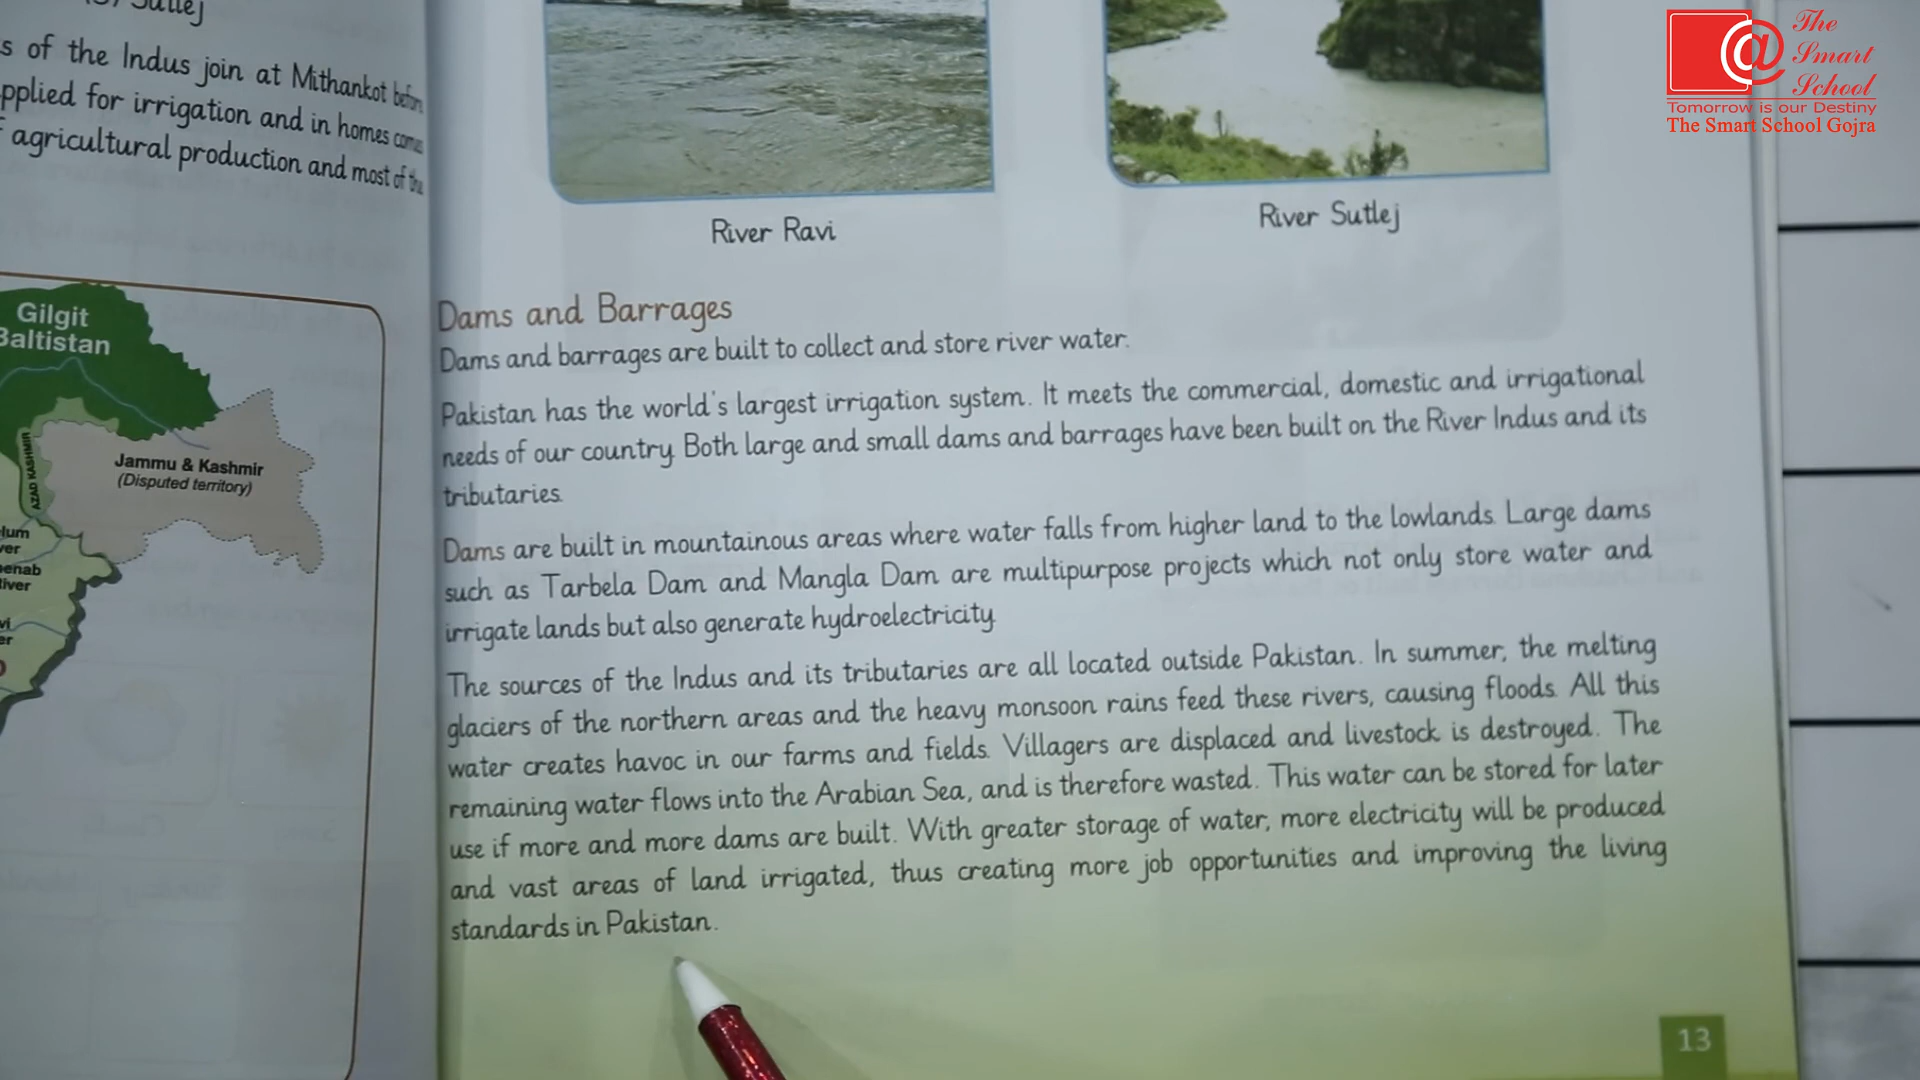 Sutlej
s of the Indus join at Mithankot before
pplied for irrigation and in homes comes
agricultural production and most of the
Gilgit
Baltistan
AZAD KASHMIR
Jammu & Kashmir
(Disputed territory)
lum
ver
enab
River
vi
er
River Ravi
River Sutlej
Dams and Barrages
Dams and barrages are built to collect and store river water.
Pakistan has the world's largest irrigation system. It meets the commercial, domestic and irrigational
needs of our country. Both large and small dams and barrages have been built on the River Indus and its
tributaries.
Dams are built in mountainous areas where water falls from higher land to the lowlands. Large dams
such as Tarbela Dam and Mangla Dam are multipurpose projects which not only store water and
irrigate lands but also generate hydroelectricity.
The sources of the Indus and its tributaries are all located outside Pakistan. In summer, the melting
glaciers of the northern areas and the heavy monsoon rains feed these rivers, causing floods. All this
water creates havoc in our farms and fields. Villagers are displaced and livestock is destroyed. The
remaining water flows into the Arabian Sea, and is therefore wasted. This water can be stored for later
use if more and more dams are built. With greater storage of water, more electricity will be produced
and vast areas of land irrigated, thus creating more job opportunities and improving the living
standards in Pakistan.
13
The
Smart
School
Tomorrow is our Destiny
The Smart School Gojra